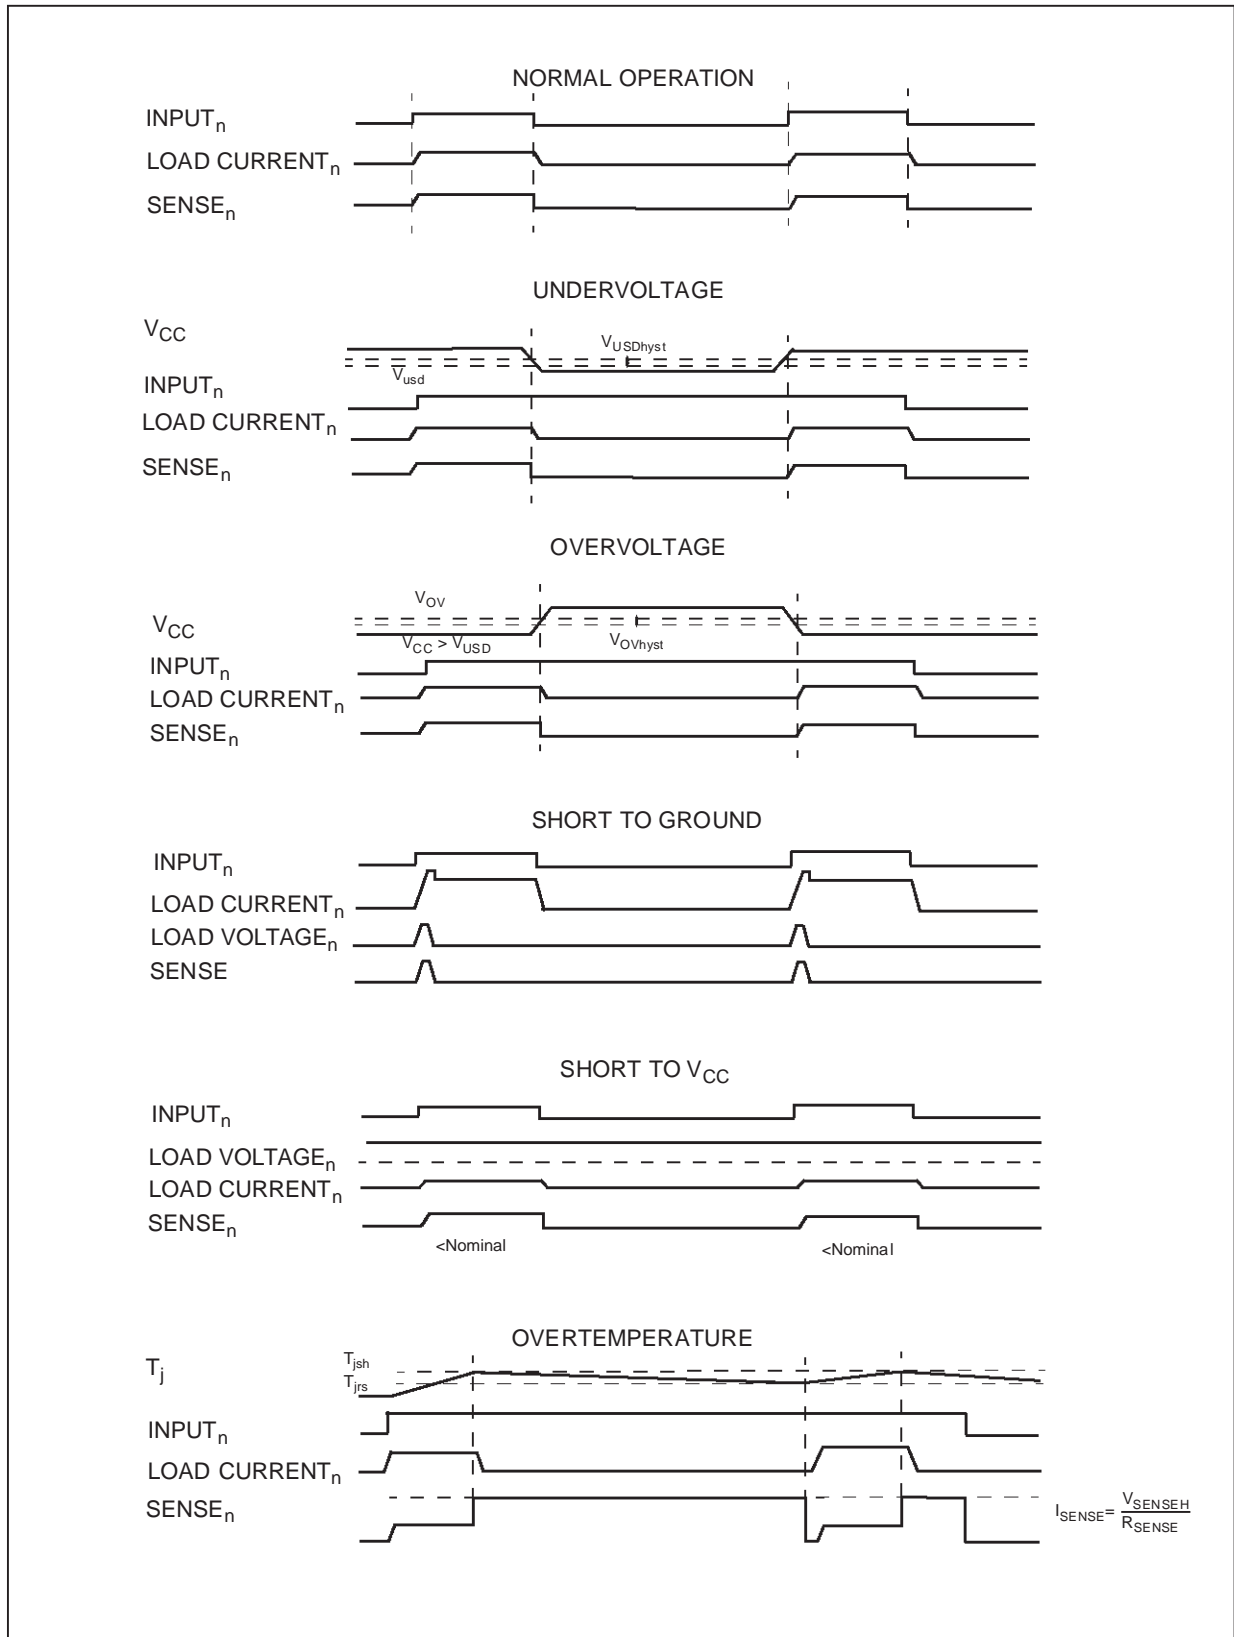 NORMAL OPERATION
INPUTn
LOAD CURRENTn
SENSEn
UNDERVOLTAGE
VCC
VUSDhyst
Vusd
INPUTn
LOAD CURRENTn
SENSEn
OVERVOLTAGE
VOV
VCC
VCC > VUSD
VOVhyst
INPUTn
LOAD CURRENTn
SENSEn
SHORT TO GROUND
INPUTn
LOAD CURRENTn
LOAD VOLTAGEn
SENSE
SHORT TO VCC
INPUTn
LOAD VOLTAGEn
LOAD CURRENTn
SENSEn
<Nominal
<Nominal
OVERTEMPERATURE
Tj
Tjsh
Tjrs
INPUTn
LOAD CURRENTn
SENSEn
ISENSE= VSENSEH
RSENSE